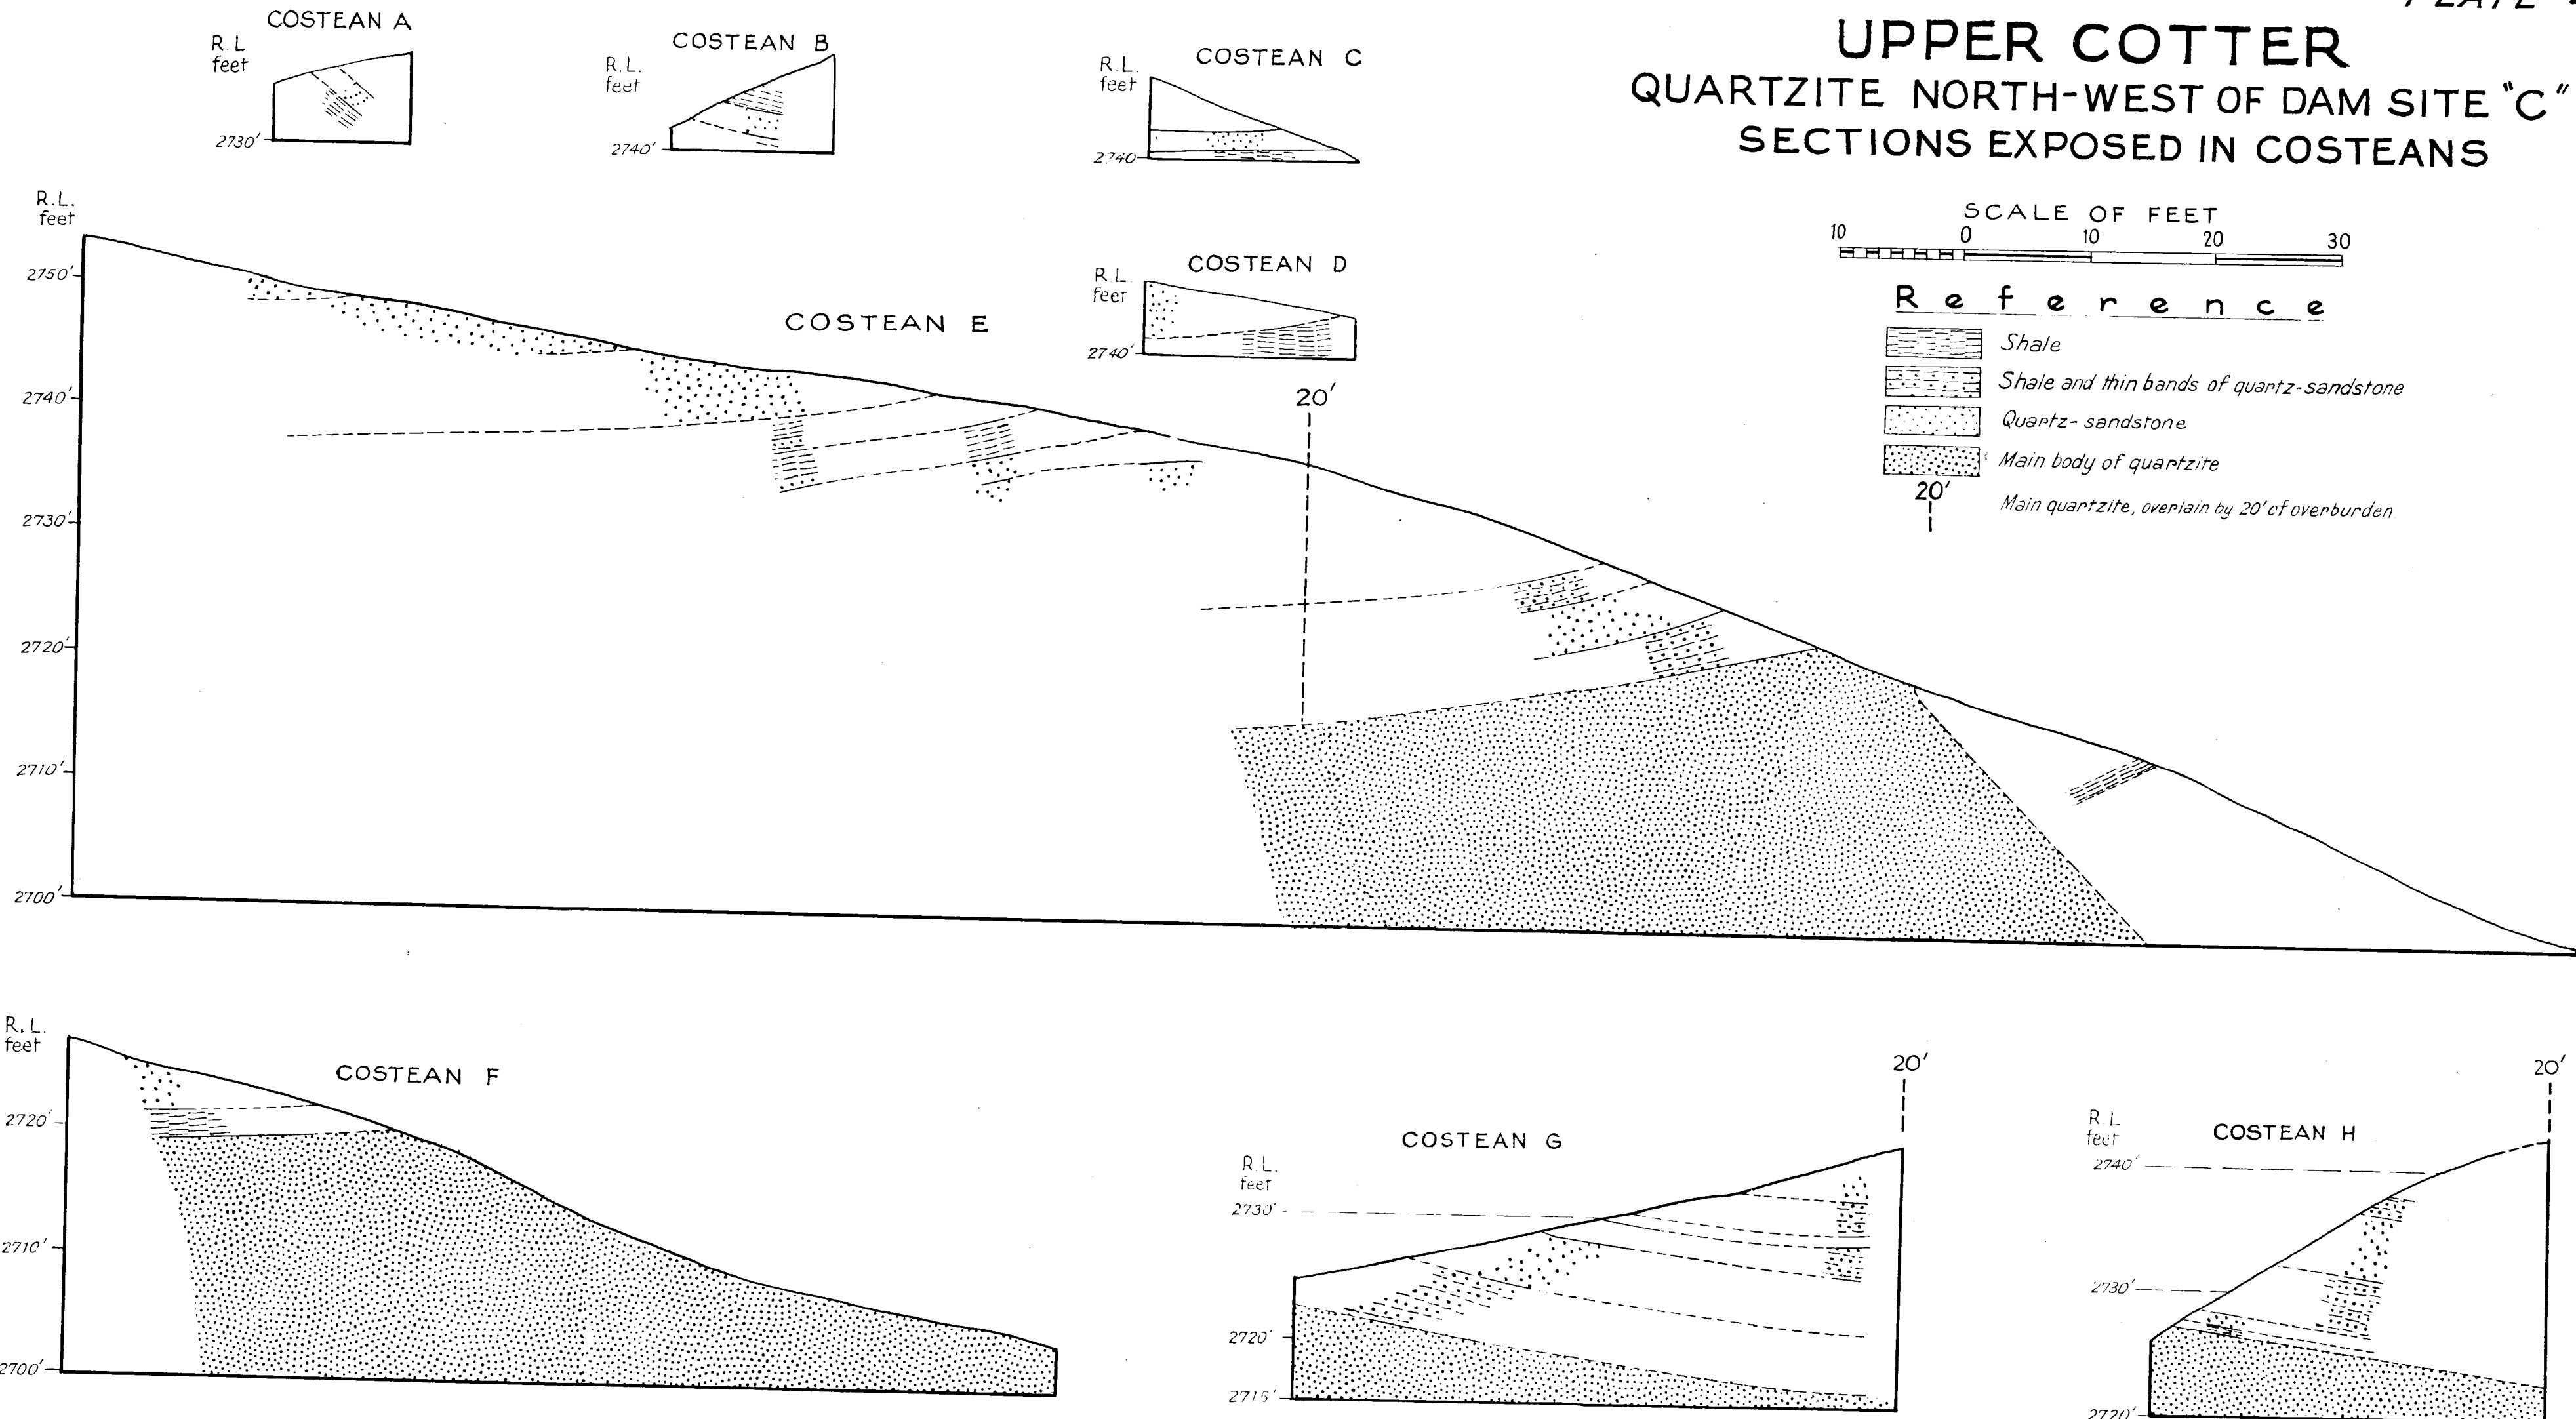 PLATE
UPPER COTTER
QUARTZITE NORTH-WEST OF DAM SITE "C"
SECTIONS EXPOSED IN COSTEANS
COSTEAN A
R.L
feet
2730'
COSTEAN B
R.L.
feet
2740'
COSTEAN C
R.L.
feet
2740
SCALE OF FEET
10 0 10 20 30
Reference
Shale
Shale and thin bands of quartz-sandstone
Quartz-sandstone
Main body of quartzite
20'
Main quartzite, overlain by 20' of overburden
COSTEAN D
R L.
feet
2740'
R.L.
feet
COSTEAN E
2750'
2740'
2730'
2720'
2710'
2700'
20'
R.L.
feet
COSTEAN F
2720'
2710'
2700'
COSTEAN G
20'
R.L.
feet
2730'
2720'
2715'
COSTEAN H
20'
R L
feet
2740'
2730'
2720'